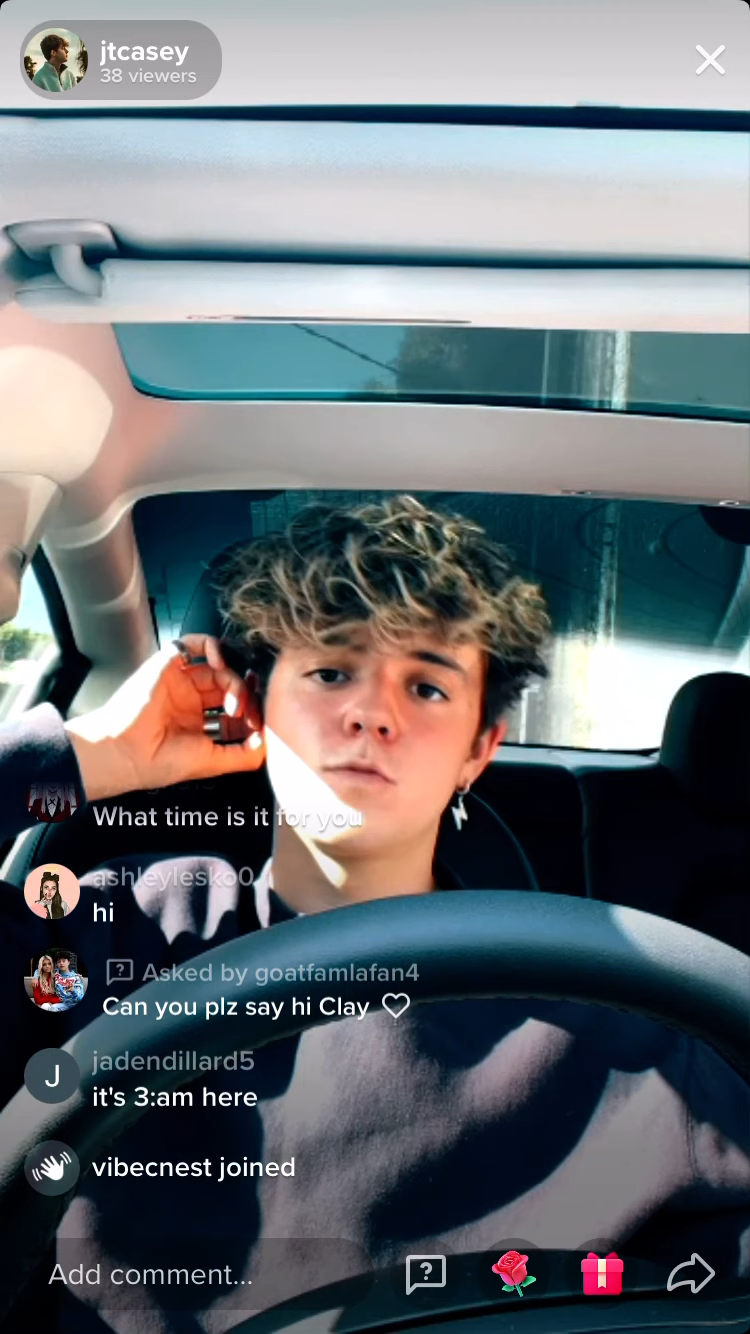 jtcasey
38 viewers
What time is it for you
ashleylesko0
hi
Asked by goatfamlafan4
Can you plz say hi Clay ♡
jadendillard5
J
it's 3:am here
vibecnest joined
Add comment...